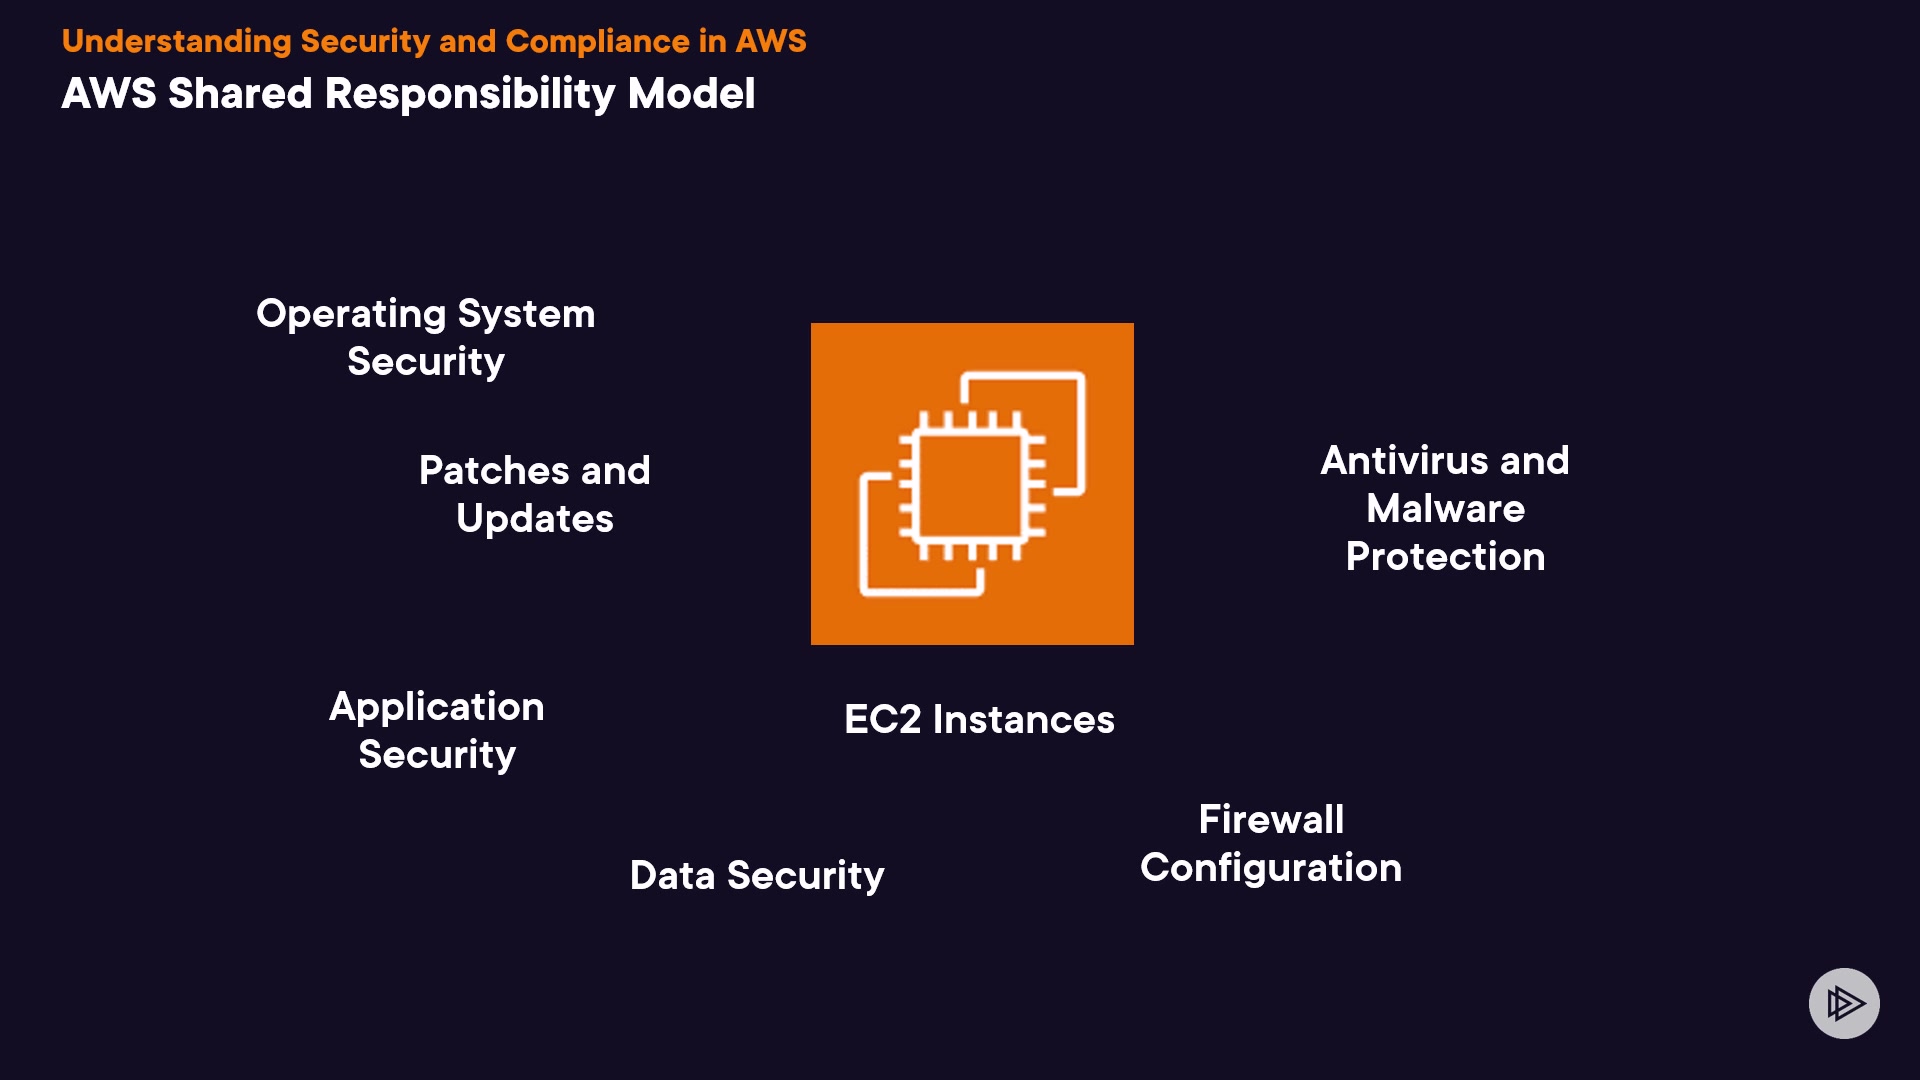 Understanding Security and Compliance in AWS
AWS Shared Responsibility Model
Operating System
Security
Patches and
Updates
Antivirus and
Malware
Protection
Application
Security
EC2 Instances
Firewall
Configuration
Data Security